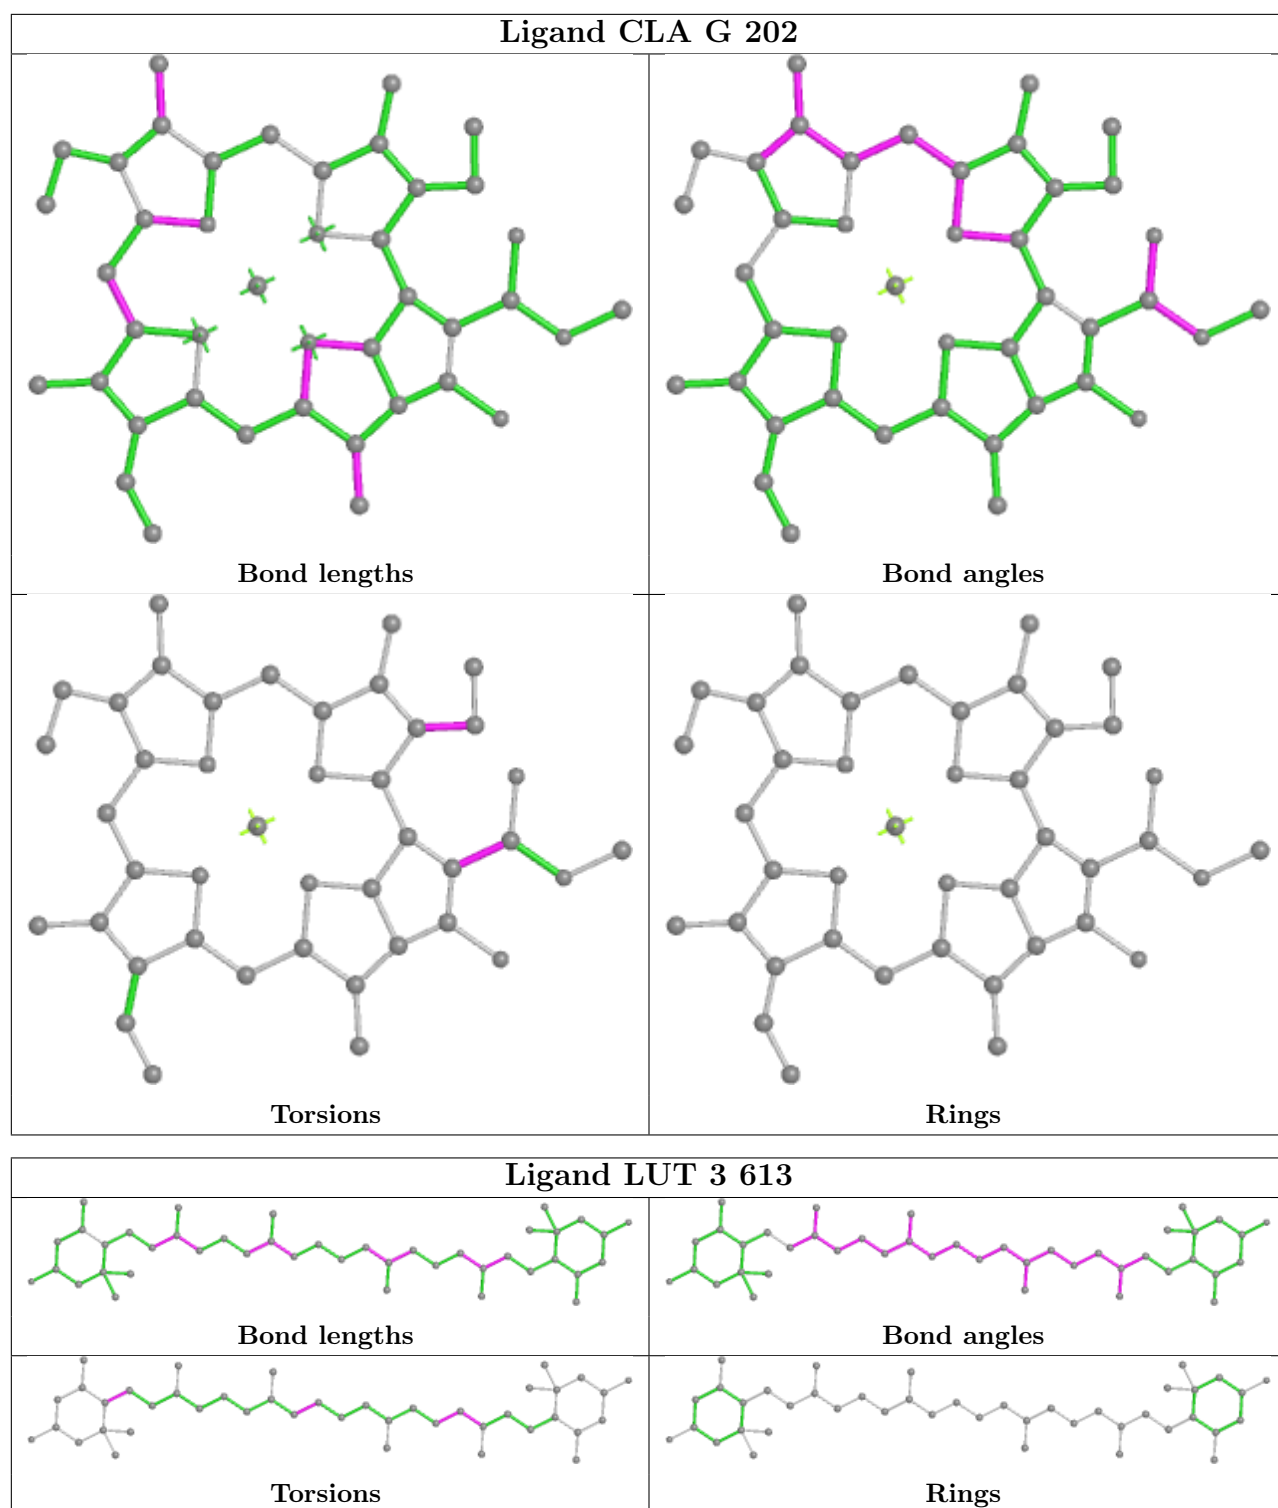 Ligand CLA G 202
Bond lengths
Bond angles
Torsions
Rings
Ligand LUT 3 613
Bond lengths
Bond angles
Torsions
Rings